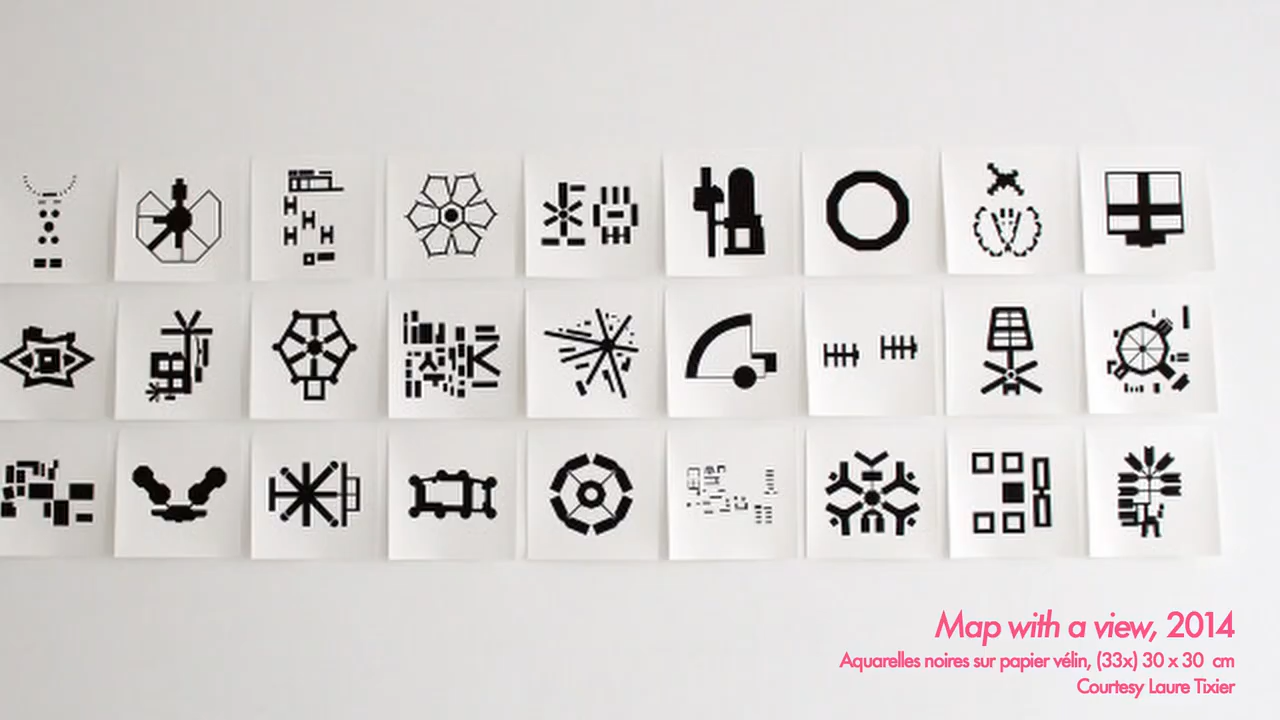 Map with a view, 2014
Aquarelles noires sur papier vélin, (33x) 30 x 30 cm
Courtesy Laure Tixier